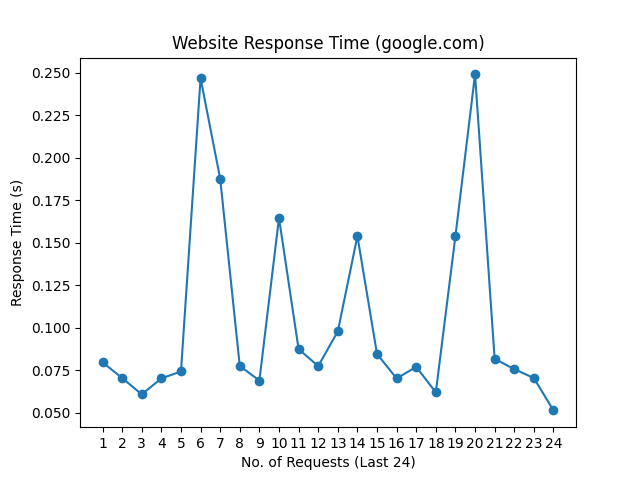 Website Response Time (google.com)
0.250
0.225
0.200
0.175
0.150
0.125
0.100
0.075
0.050
Response Time (s)
1 2 3 4 5 6 7 8 9 10 11 12 13 14 15 16 17 18 19 20 21 22 23 24
No. of Requests (Last 24)